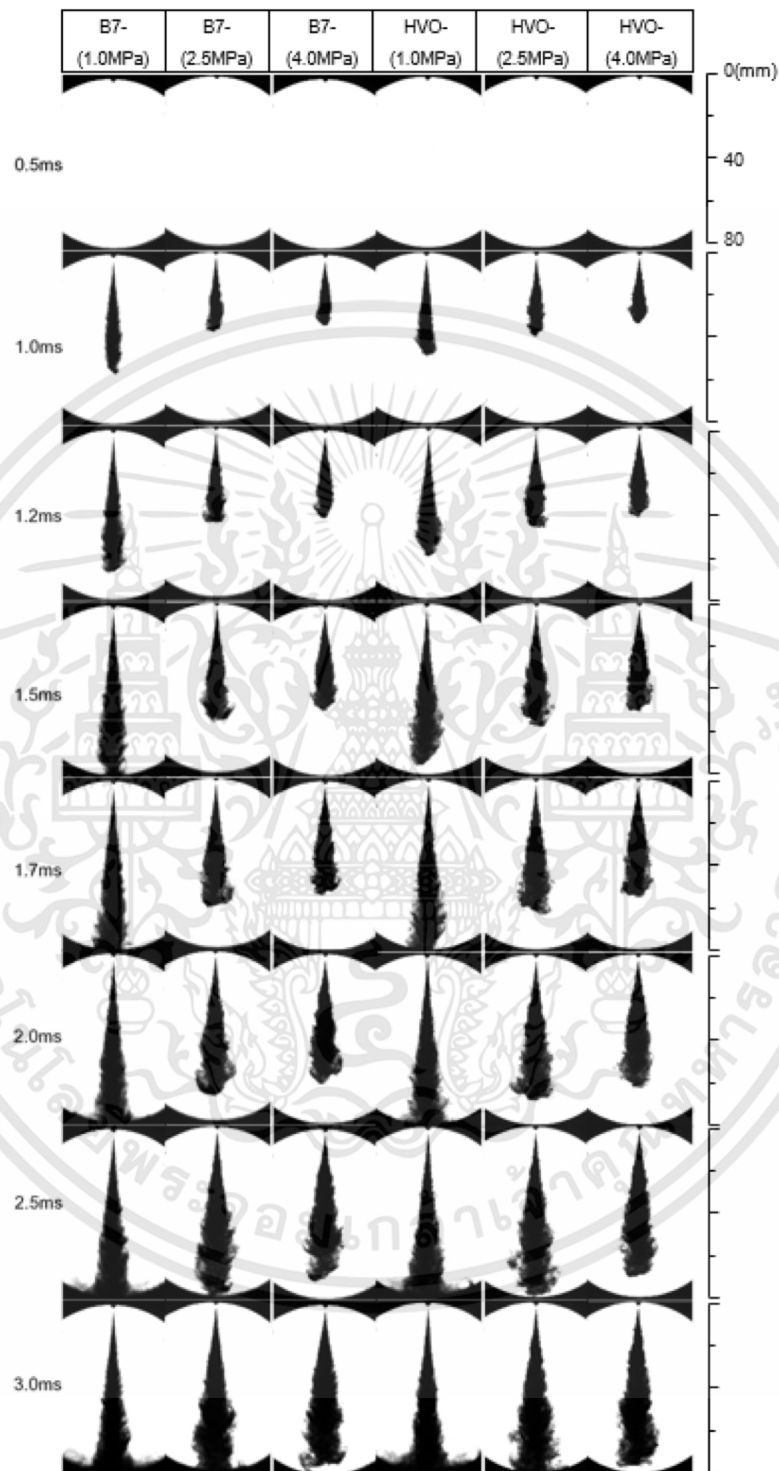 B7- B7- B7- HVO- HVO- HVO-
(1.0MPa) (2.5MPa) (4.0MPa) (1.0MPa) (2.5MPa) (4.0MPa)
0(mm)
0.5ms
40
80
1.0ms
1.2ms
1.5ms
1.7ms
2.0ms
2.5ms
3.0ms